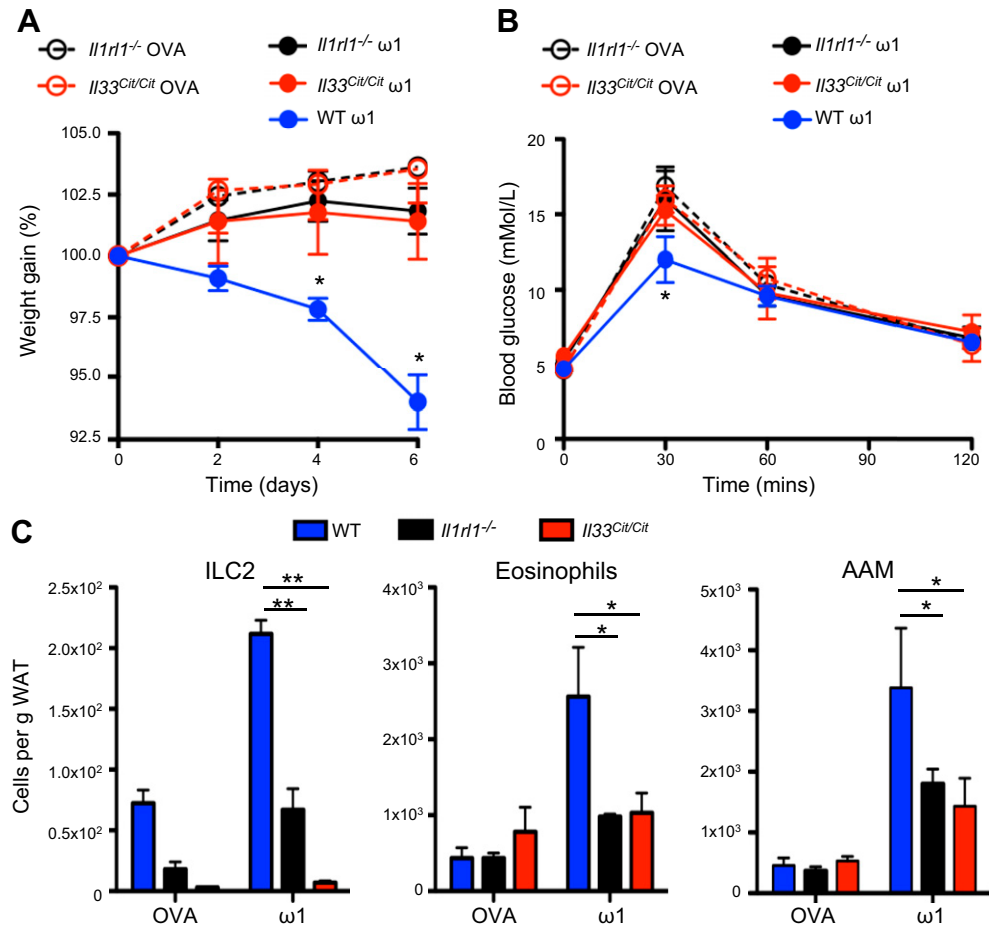 A
Il1rl1-/- OVA
Il1rl1-/- ω1
Il33Cit/Cit OVA
Il33Cit/Cit ω1
WT ω1
105.0
102.5
100.0
97.5
95.0
92.5
Weight gain (%)
*
*
0 2 4 6
Time (days)
B
Il1rl1-/- OVA
Il1rl1-/- ω1
Il33Cit/Cit OVA
Il33Cit/Cit ω1
WT ω1
20
15
10
5
0
Blood glucose (mMol/L)
*
0 30 60 90 120
Time (mins)
C
WT Il1rl1-/- Il33Cit/Cit
ILC2
2.5x10²
2.0x10²
1.5x10²
1.0x10²
0.5x10²
0
Cells per g WAT
**
**
OVA ω1
Eosinophils
4x10³
3x10³
2x10³
1x10³
0
*
*
OVA ω1
AAM
5x10³
4x10³
3x10³
2x10³
1x10³
0
*
*
OVA ω1